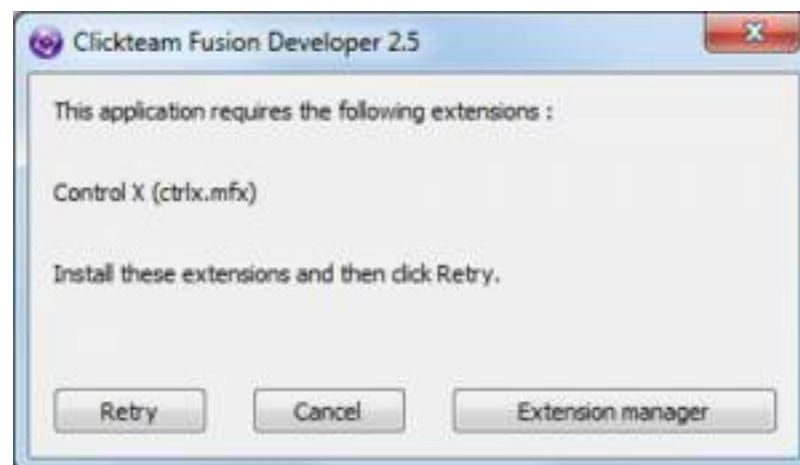 Clickteam Fusion Developer 2.5
This application requires the following extensions :
Control X (ctrlx.mfx)
Install these extensions and then click Retry.
Retry Cancel Extension manager